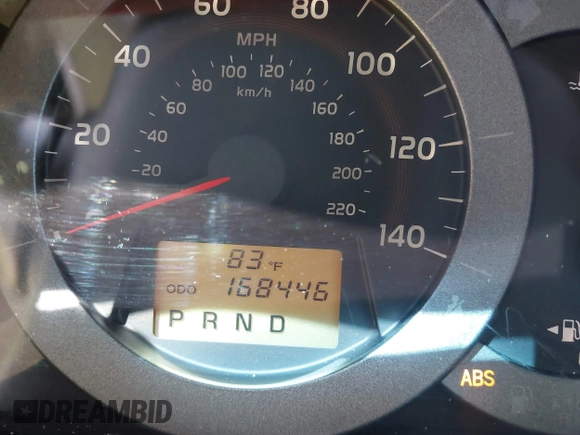 60 80
40 MPH 100
80 100 120 140
60 km/h 160
20 40 180 120
20 200
220 140
83 °F
ODO 168446
P R N D
ABS
DREAMBID